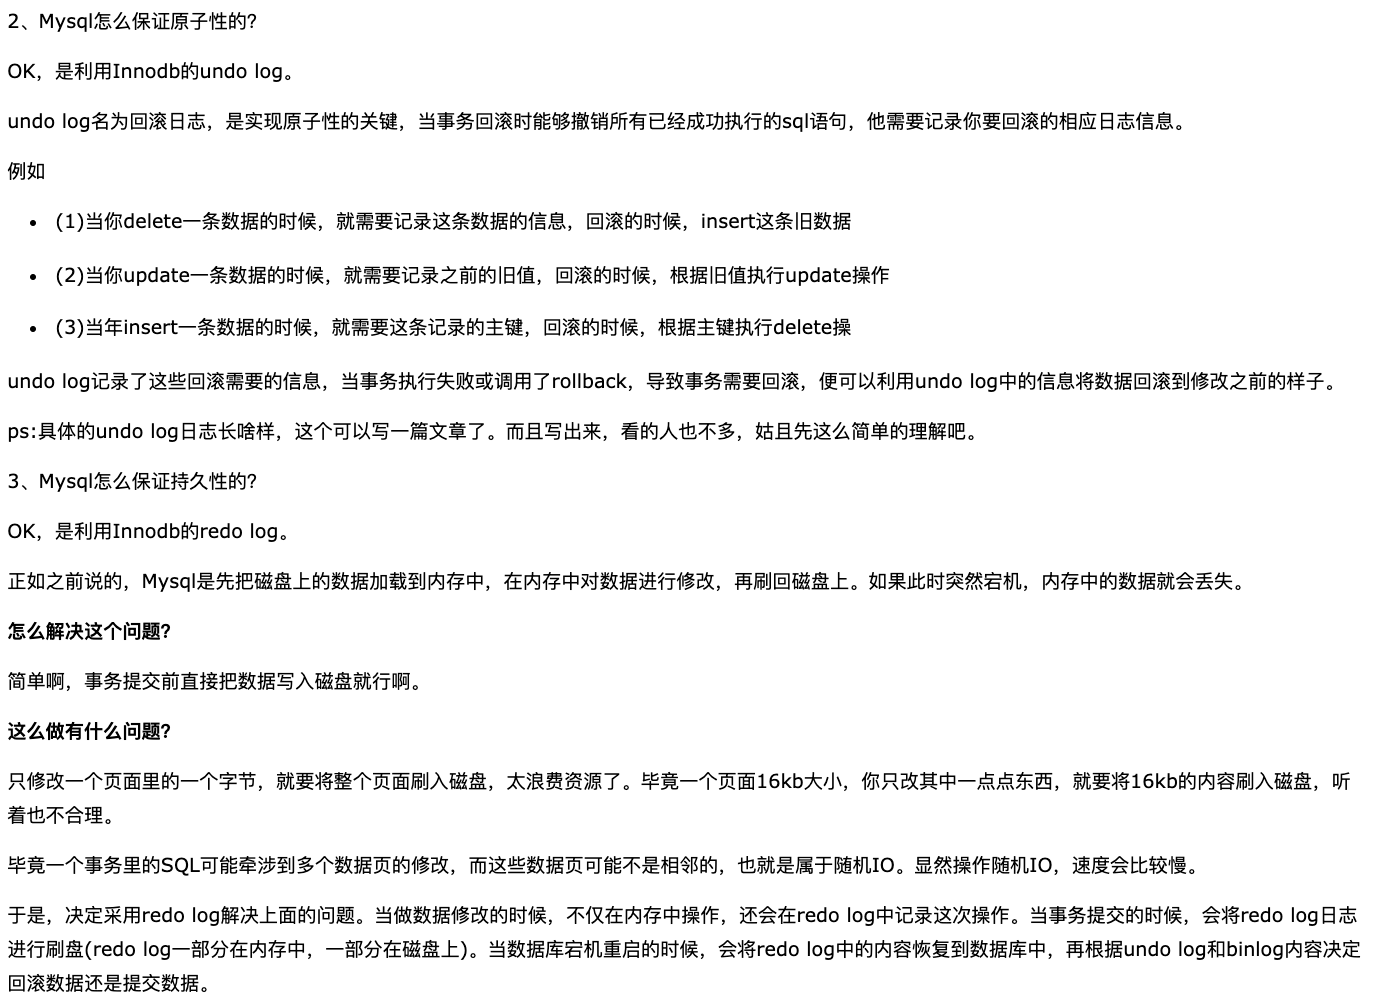 2、Mysql怎么保证原子性的?
OK，是利用Innodb的undo log。
undo log名为回滚日志，是实现原子性的关键，当事务回滚时能够撤销所有已经成功执行的sql语句，他需要记录你要回滚的相应日志信息。
例如
• (1)当你delete一条数据的时候，就需要记录这条数据的信息，回滚的时候，insert这条旧数据
• (2)当你update一条数据的时候，就需要记录之前的旧值，回滚的时候，根据旧值执行update操作
• (3)当年insert一条数据的时候，就需要这条记录的主键，回滚的时候，根据主键执行delete操
undo log记录了这些回滚需要的信息，当事务执行失败或调用了rollback，导致事务需要回滚，便可以利用undo log中的信息将数据回滚到修改之前的样子。
ps:具体的undo log日志长啥样，这个可以写一篇文章了。而且写出来，看的人也不多，姑且先这么简单的理解吧。
3、Mysql怎么保证持久性的?
OK，是利用Innodb的redo log。
正如之前说的，Mysql是先把磁盘上的数据加载到内存中，在内存中对数据进行修改，再刷回磁盘上。如果此时突然宕机，内存中的数据就会丢失。
怎么解决这个问题?
简单啊，事务提交前直接把数据写入磁盘就行啊。
这么做有什么问题?
只修改一个页面里的一个字节，就要将整个页面刷入磁盘，太浪费资源了。毕竟一个页面16kb大小，你只改其中一点点东西，就要将16kb的内容刷入磁盘，听
着也不合理。
毕竟一个事务里的SQL可能牵涉到多个数据页的修改，而这些数据页可能不是相邻的，也就是属于随机IO。显然操作随机IO，速度会比较慢。
于是，决定采用redo log解决上面的问题。当做数据修改的时候，不仅在内存中操作，还会在redo log中记录这次操作。当事务提交的时候，会将redo log日志
进行刷盘(redo log一部分在内存中，一部分在磁盘上)。当数据库宕机重启的时候，会将redo log中的内容恢复到数据库中，再根据undo log和binlog内容决定
回滚数据还是提交数据。